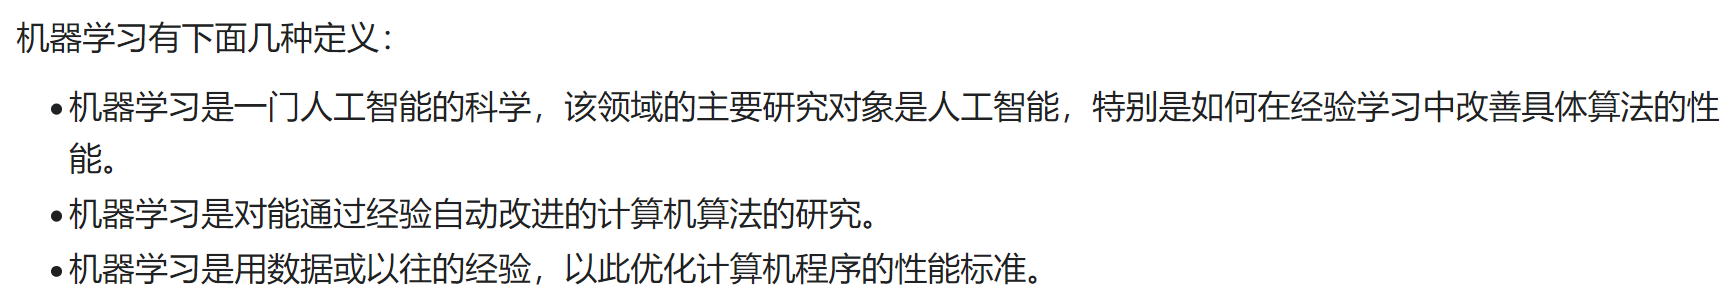 机器学习有下面几种定义：
•机器学习是一门人工智能的科学，该领域的主要研究对象是人工智能，特别是如何在经验学习中改善具体算法的性
能。
•机器学习是对能通过经验自动改进的计算机算法的研究。
•机器学习是用数据或以往的经验，以此优化计算机程序的性能标准。